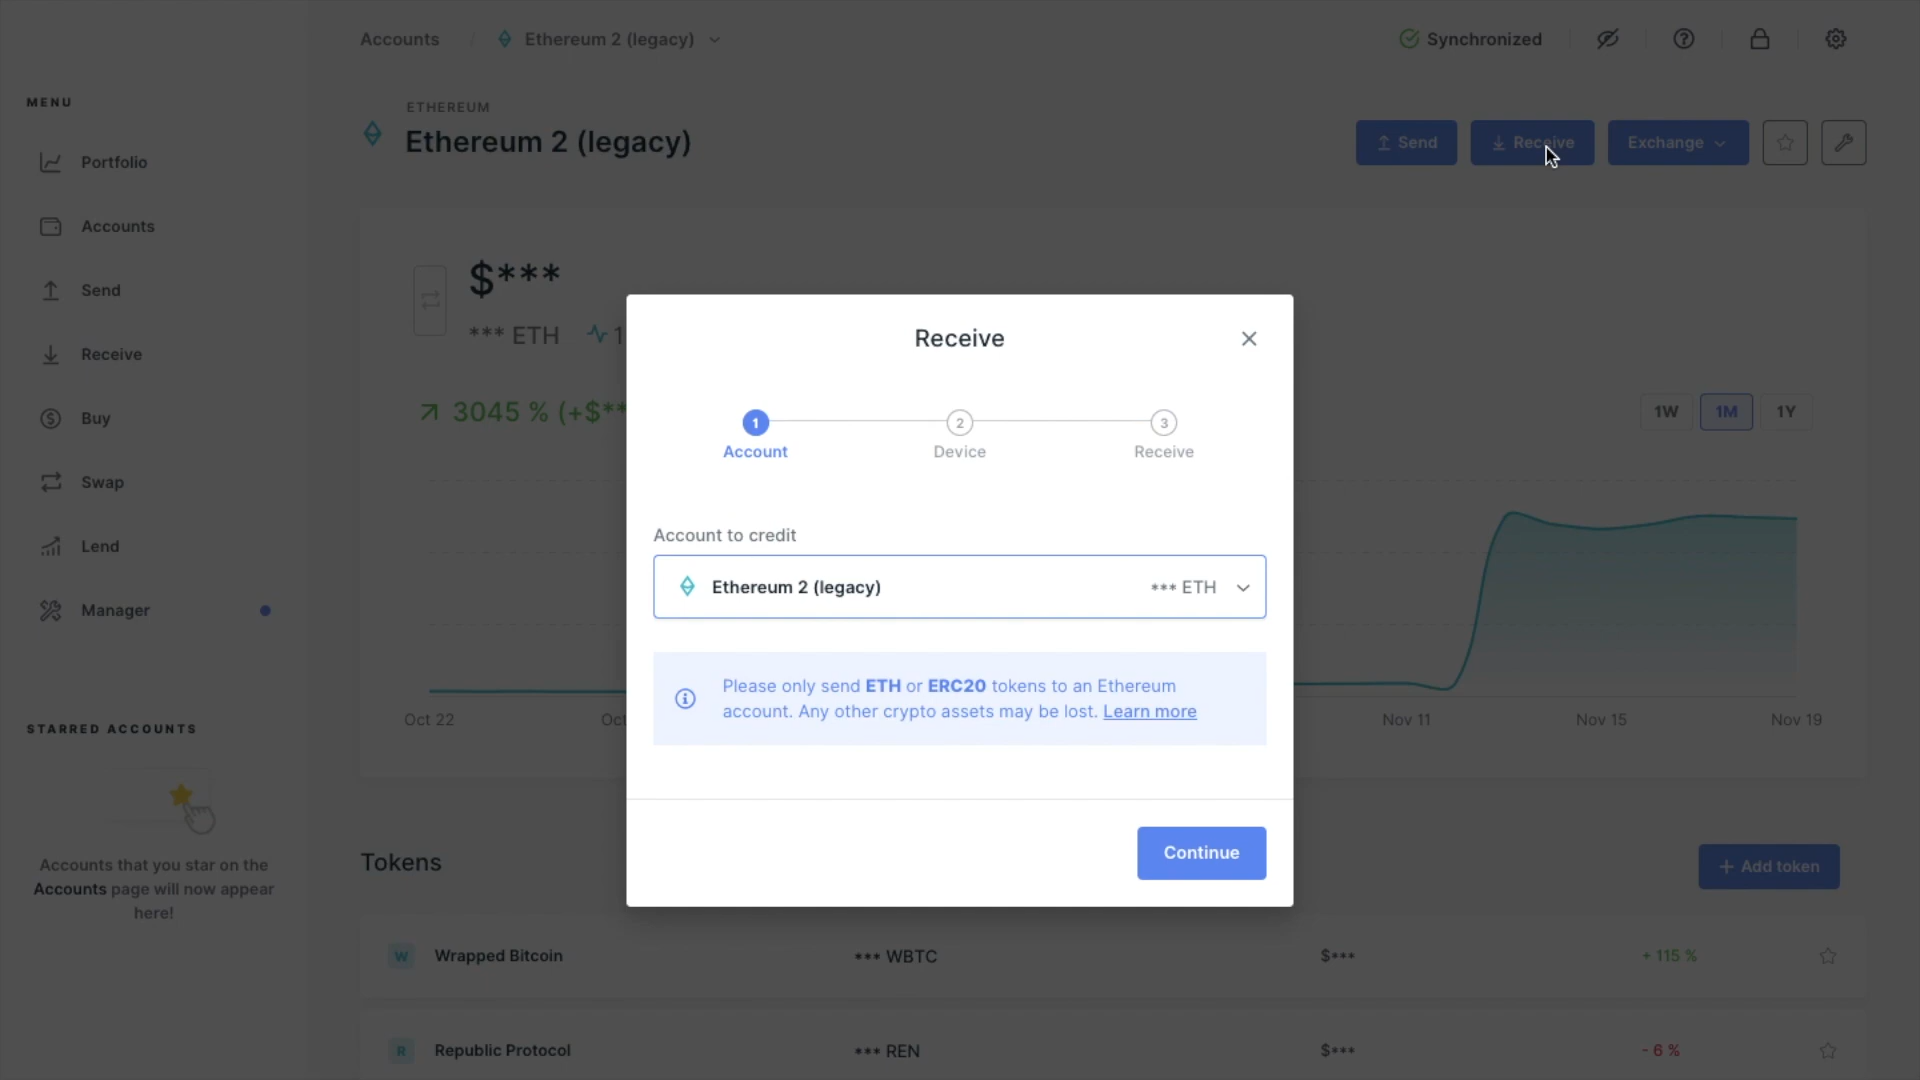 Accounts / Ethereum 2 (legacy)
Synchronized
MENU
Portfolio
Accounts
Send
Receive
Buy
Swap
Lend
Manager
STARRED ACCOUNTS
Accounts that you star on the
Accounts page will now appear
here!
ETHEREUM
Ethereum 2 (legacy)
Send
Receive
Exchange
$***
*** ETH 1
3045 % (+$**
1W 1M 1Y
Oct 22
Nov 11
Nov 15
Nov 19
Receive
1
2
3
Account
Device
Receive
Account to credit
Ethereum 2 (legacy) *** ETH
Please only send ETH or ERC20 tokens to an Ethereum
account. Any other crypto assets may be lost. Learn more
Continue
Tokens
+ Add token
W Wrapped Bitcoin *** WBTC $*** + 115 %
R Republic Protocol *** REN $*** - 6 %